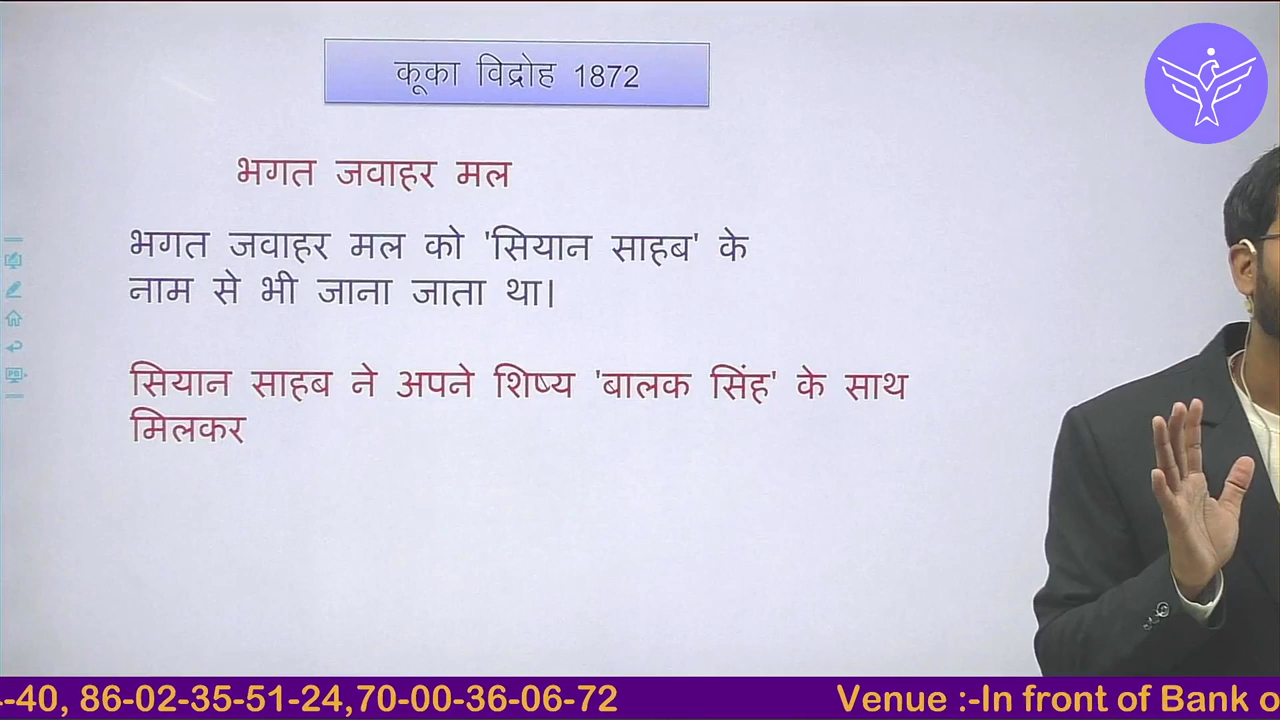 कूका विद्रोह 1872
भगत जवाहर मल
भगत जवाहर मल को 'सियान साहब' के
नाम से भी जाना जाता था।
सियान साहब ने अपने शिष्य 'बालक सिंह' के साथ
मिलकर
-40, 86-02-35-51-24,70-00-36-06-72 Venue :-In front of Bank o